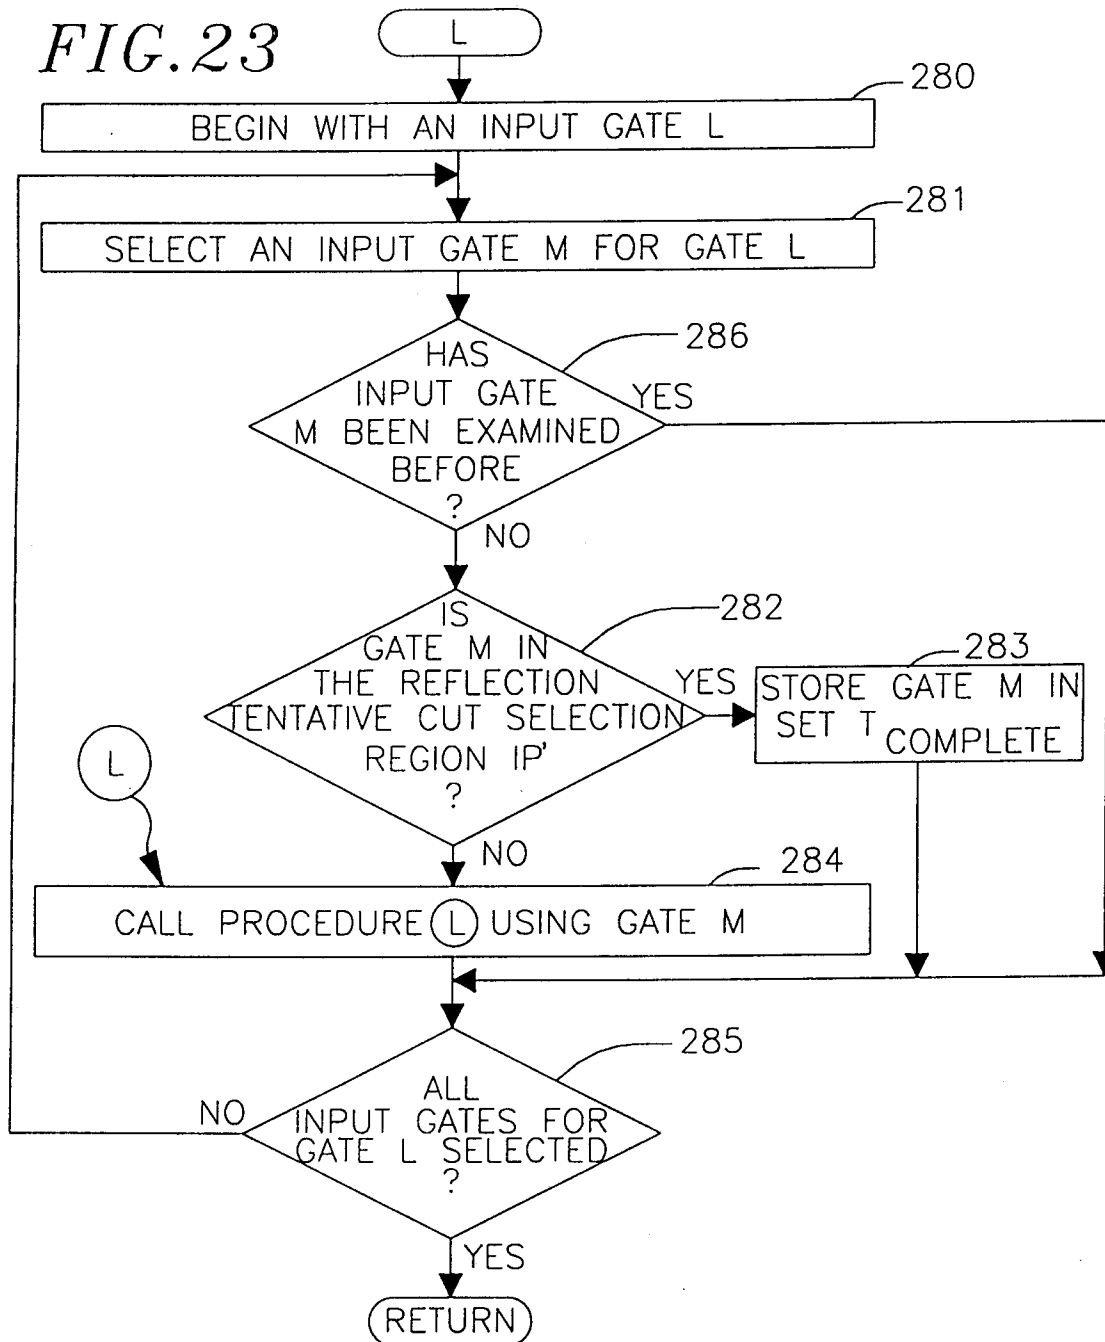 FIG.23
L
280
BEGIN WITH AN INPUT GATE L
281
SELECT AN INPUT GATE M FOR GATE L
286
HAS
INPUT GATE
M BEEN EXAMINED
BEFORE
?
YES
NO
282
IS
GATE M IN
THE REFLECTION
TENTATIVE CUT SELECTION
REGION IP'
?
YES
283
STORE GATE M IN
SET T COMPLETE
L
NO
284
CALL PROCEDURE L USING GATE M
285
ALL
INPUT GATES FOR
GATE L SELECTED
?
NO
YES
RETURN